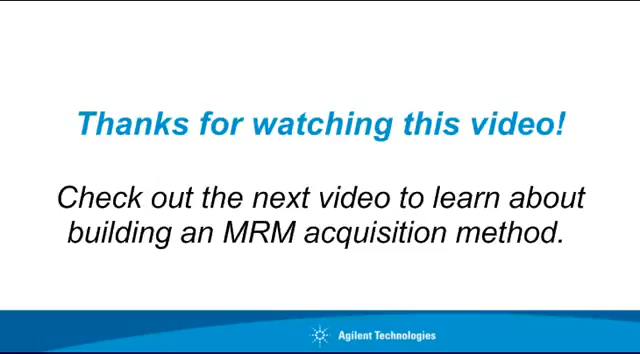 Thanks for watching this video!
Check out the next video to learn about
building an MRM acquisition method.
Agilent Technologies